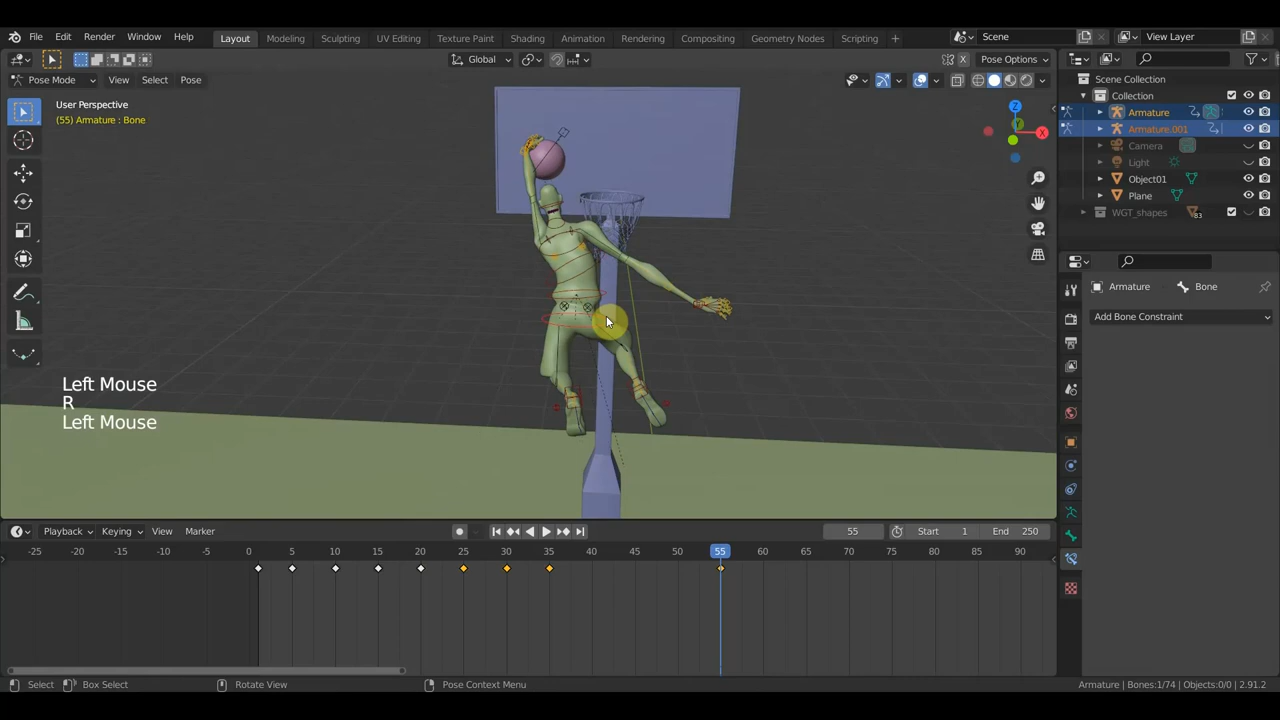 File Edit Render Window Help Layout Modeling Sculpting UV Editing Texture Paint Shading Animation Rendering Compositing Geometry Nodes Scripting + Scene View Layer
Global X Pose Options
Pose Mode View Select Pose
Scene Collection
Collection
Armature
Armature.001
Camera
Light
Object01
Plane
WGT_shapes 83
User Perspective
(55) Armature : Bone
Z
X
Y
Armature Bone
Add Bone Constraint
Left Mouse
R
Left Mouse
Playback Keying View Marker 55 Start 1 End 250
-25 -20 -15 -10 -5 0 5 10 15 20 25 30 35 40 45 50 55 60 65 70 75 80 85 90
Select Box Select Rotate View Pose Context Menu Armature | Bones:1/74 | Objects:0/0 | 2.91.2